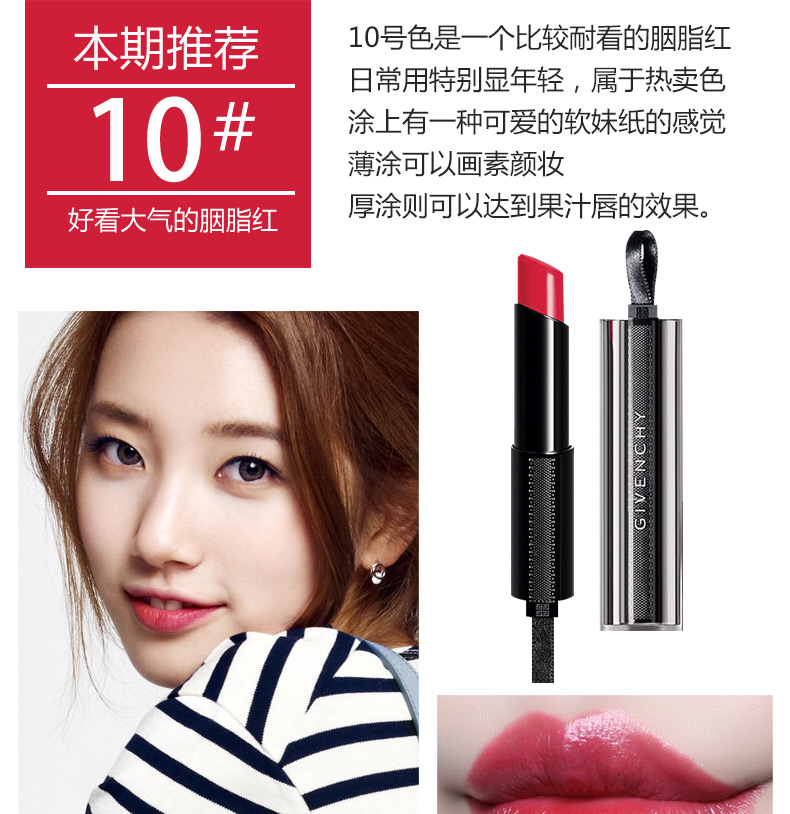 本期推荐
10#
好看大气的胭脂红
10号色是一个比较耐看的胭脂红
日常用特别显年轻，属于热卖色
涂上有一种可爱的软妹纸的感觉
薄涂可以画素颜妆
厚涂则可以达到果汁唇的效果。
GIVENCHY